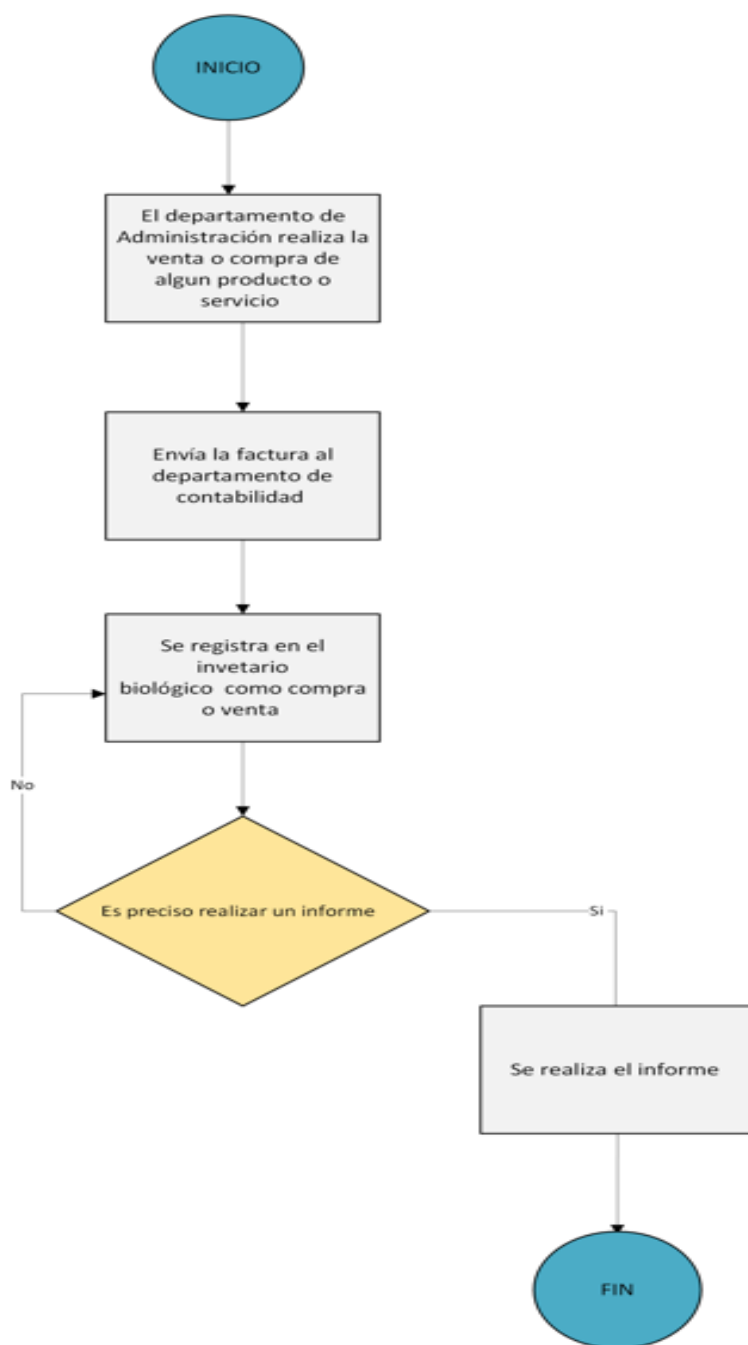 INICIO
El departamento de
Administración realiza la
venta o compra de
algun producto o
servicio
Envía la factura al
departamento de
contabilidad
Se registra en el
invetario
biológico como compra
o venta
No
Es preciso realizar un informe
Si
Se realiza el informe
FIN